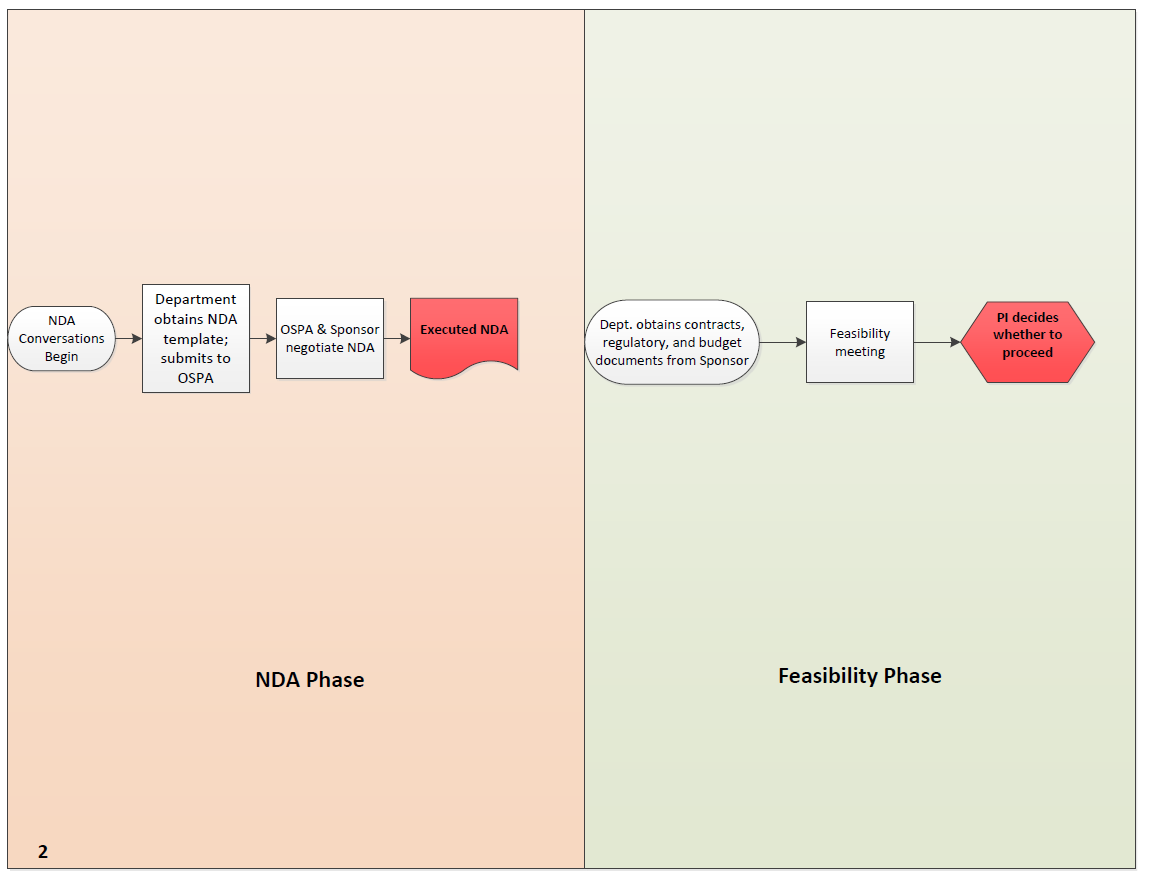 NDA
Conversations
Begin
Department
obtains NDA
template;
submits to
OSPA
OSPA & Sponsor
negotiate NDA
Executed NDA
Dept. obtains contracts,
regulatory, and budget
documents from Sponsor
Feasibility
meeting
PI decides
whether to
proceed
NDA Phase
Feasibility Phase
2